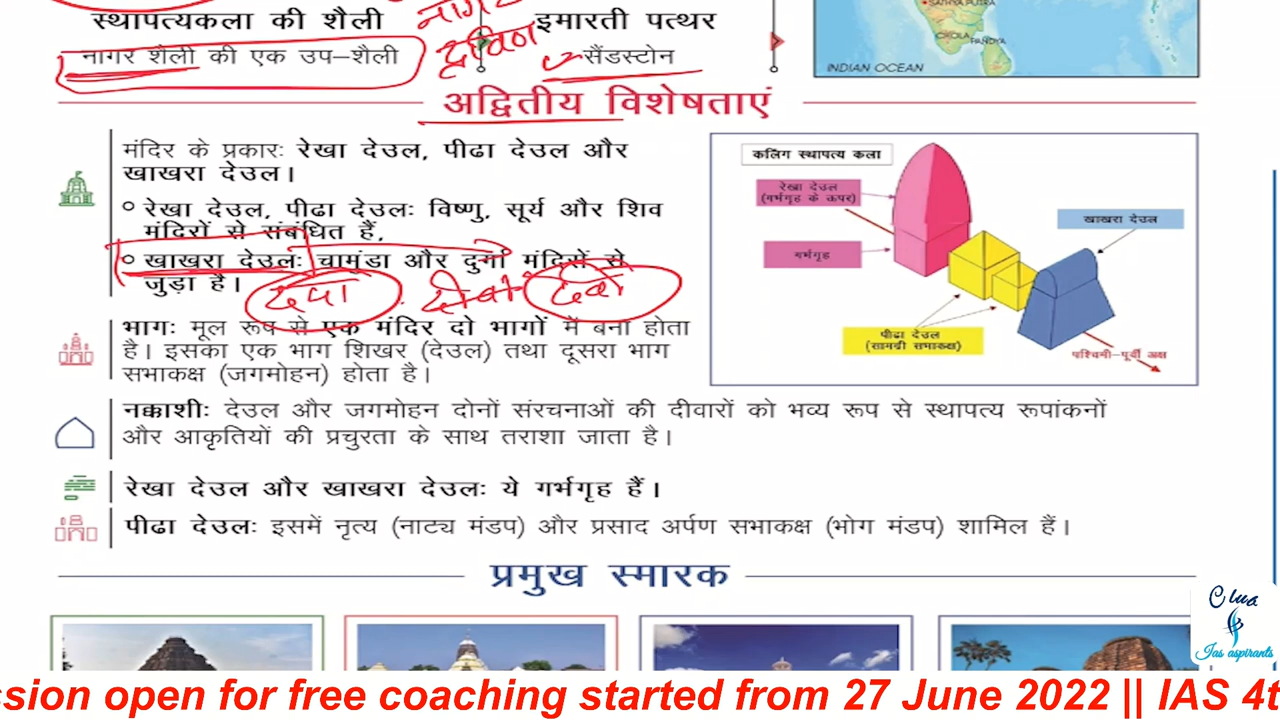 स्थापत्यकला की शैली
नागर शैली की एक उप–शैली
इमारती पत्थर
सैंडस्टोन
SATHYA PUTRA
CHOLA
PANDYA
INDIAN OCEAN
अद्वितीय विशेषताएं
मंदिर के प्रकारः रेखा देउल, पीढा देउल और
खाखरा देउल।
रेखा देउल, पीढा देउलः विष्णु, सूर्य और शिव
मंदिरों से संबंधित हैं,
खाखरा देउलः चामुंडा और दुर्गा मंदिरों से
जुड़ा है।
भागः मूल रूप से एक मंदिर दो भागों में बना होता
है। इसका एक भाग शिखर (देउल) तथा दूसरा भाग
सभाकक्ष (जगमोहन) होता है।
कलिंग स्थापत्य कला
रेखा देउल
(गर्भगृह के ऊपर)
गर्भगृह
खाखरा देउल
पीढा देउल
(सामग्री सभाकक्ष)
पश्चिमी–पूर्वी अक्ष
नक्काशीः देउल और जगमोहन दोनों संरचनाओं की दीवारों को भव्य रूप से स्थापत्य रूपांकनों
और आकृतियों की प्रचुरता के साथ तराशा जाता है।
रेखा देउल और खाखरा देउलः ये गर्भगृह हैं।
पीढा देउलः इसमें नृत्य (नाट्य मंडप) और प्रसाद अर्पण सभाकक्ष (भोग मंडप) शामिल हैं।
प्रमुख स्मारक
Clue
Ias aspirants
ssion open for free coaching started from 27 June 2022 || IAS 4t